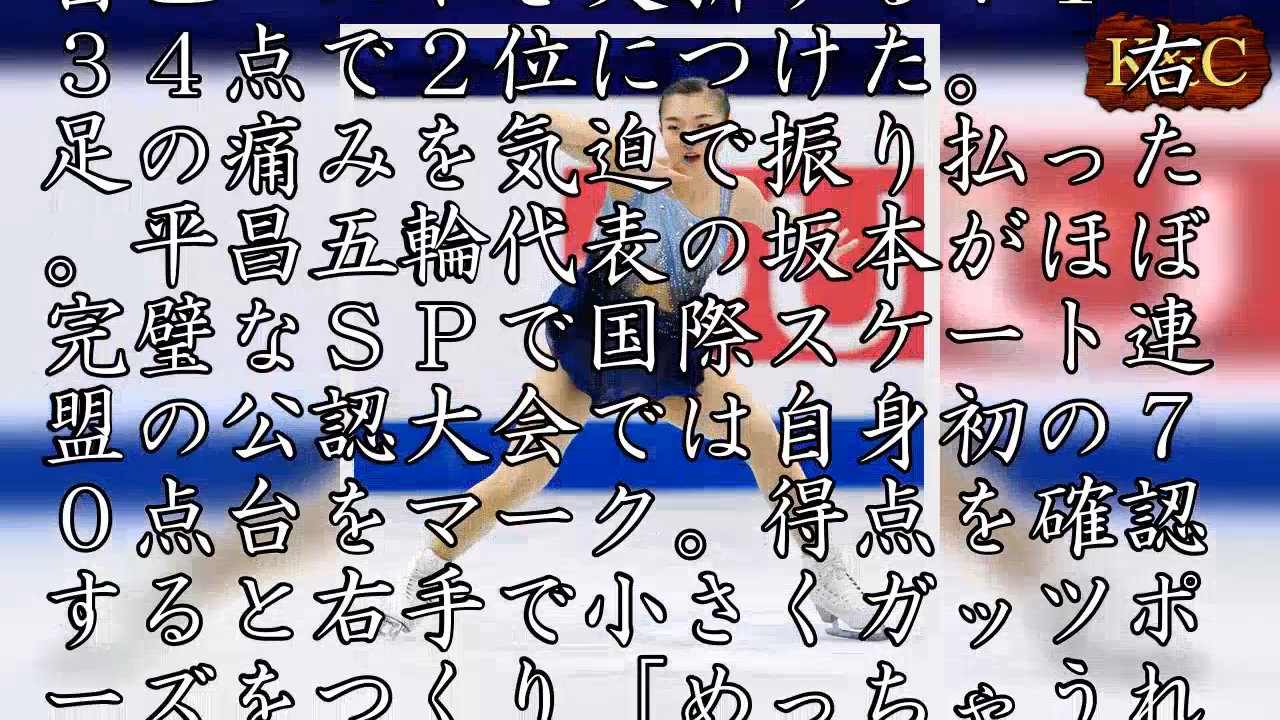 ３４点で２位につけた。　右
足の痛みを気迫で振り払った
。平昌五輪代表の坂本がほぼ
完璧なＳＰで国際スケート連
盟の公認大会では自身初の７
０点台をマーク。得点を確認
すると右手で小さくガッツポ
ーズをつくり「めっちゃうれ